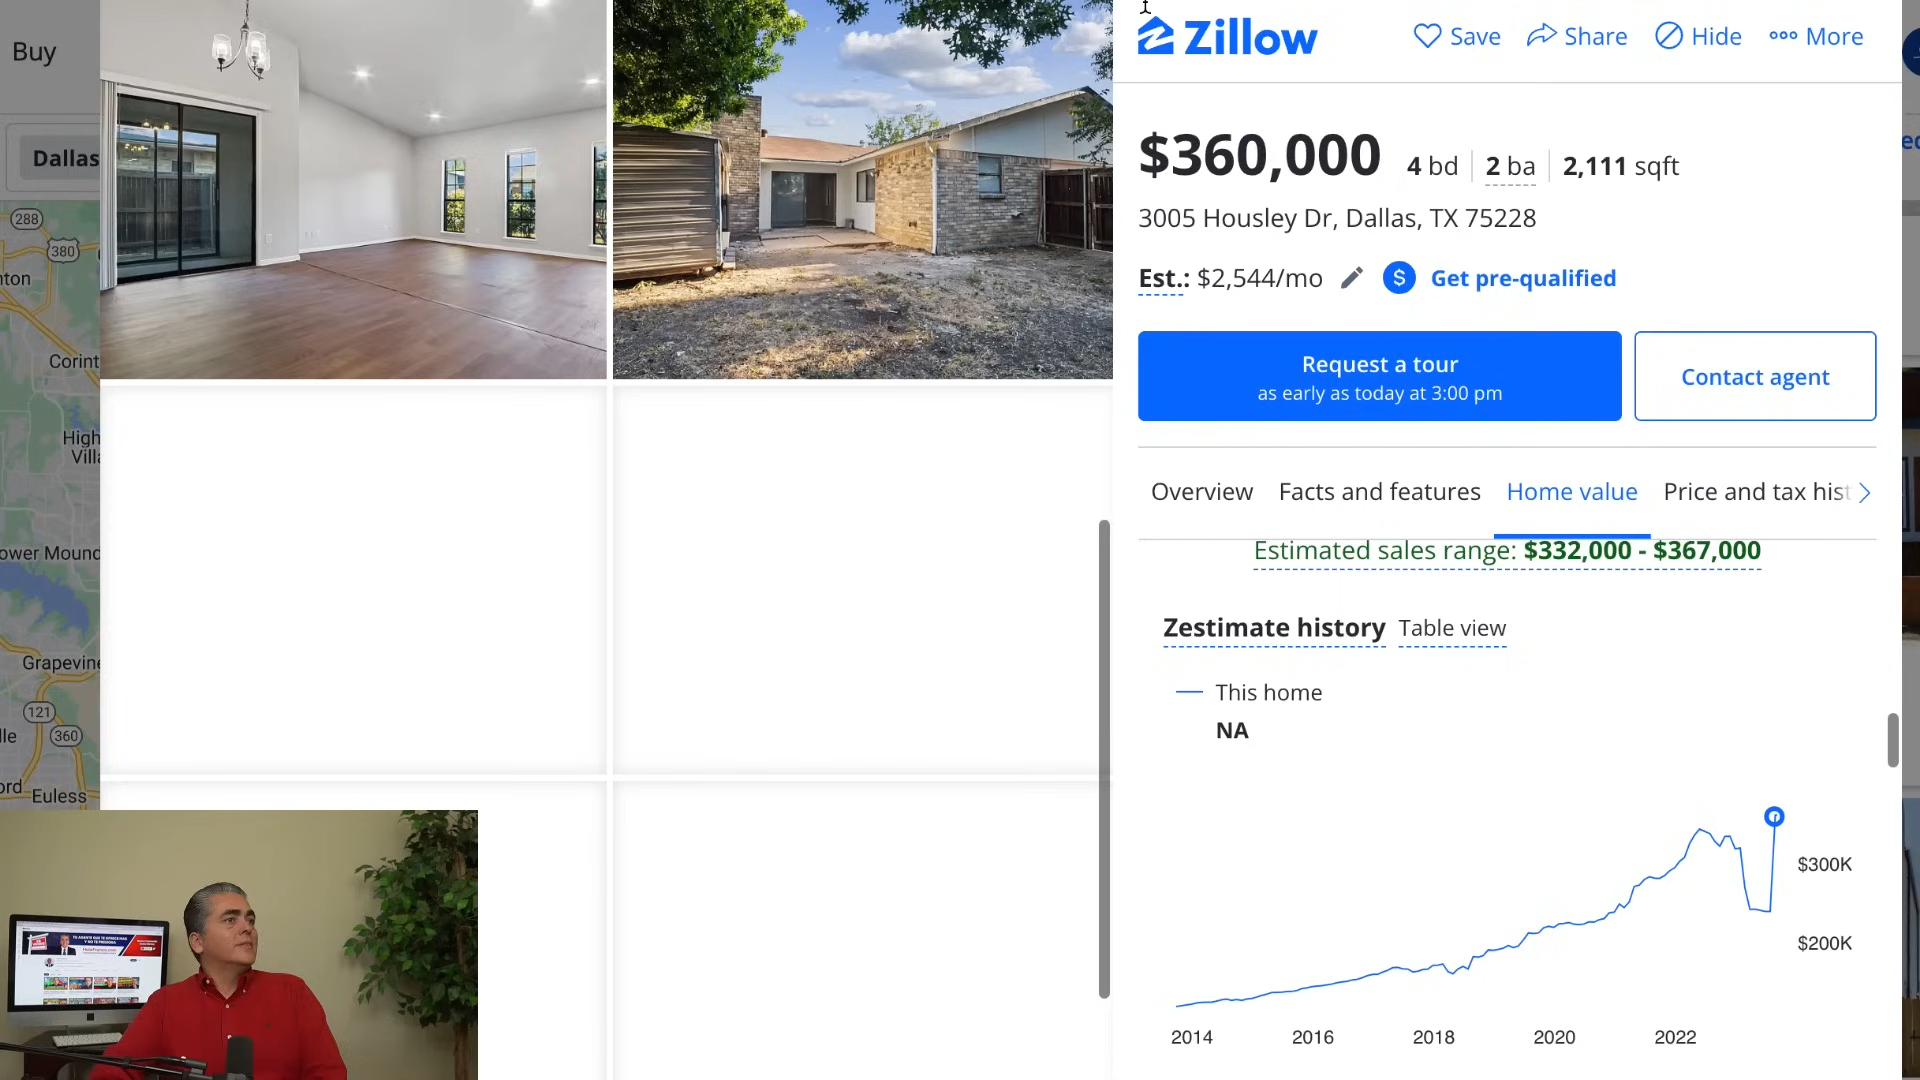 Buy
Dallas
288
380
nton
Corint
High
Villa
ower Mound
Grapevine
121
lle
360
ord
Euless
Zillow
Save
Share
Hide
More
$360,000 4 bd 2 ba 2,111 sqft
3005 Housley Dr, Dallas, TX 75228
Est.: $2,544/mo $ Get pre-qualified
Request a tour
as early as today at 3:00 pm
Contact agent
Overview Facts and features Home value Price and tax hist
Estimated sales range: $332,000 - $367,000
Zestimate history Table view
This home
NA
$300K
$200K
2014 2016 2018 2020 2022